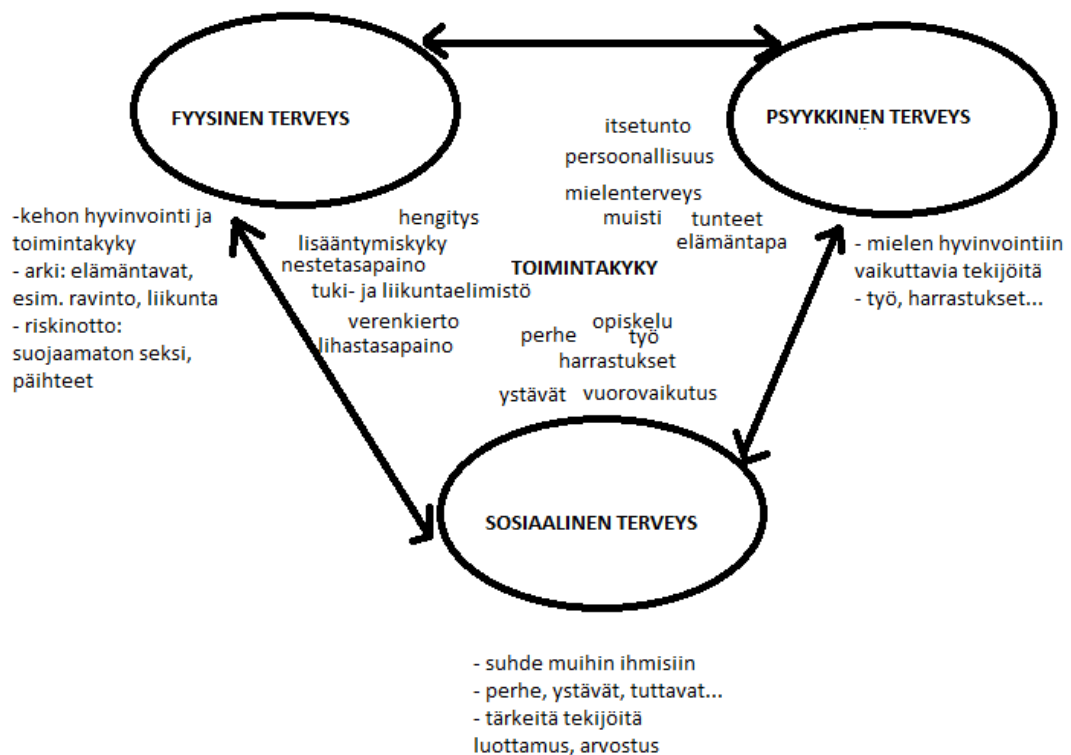 FYYSINEN TERVEYS
PSYYKKINEN TERVEYS
itsetunto
persoonallisuus
mielenterveys
muisti
tunteet
elämäntapa
-kehon hyvinvointi ja
toimintakyky
- arki: elämäntavat,
esim. ravinto, liikunta
- riskinotto:
suojaamaton seksi,
päihteet
hengitys
lisääntymiskyky
nestetasapaino
tuki- ja liikuntaelimistö
verenkierto
lihastasapaino
TOIMINTAKYKY
- mielen hyvinvointiin
vaikuttavia tekijöitä
- työ, harrastukset...
opiskelu
perhe
työ
harrastukset
ystävät
vuorovaikutus
SOSIAALINEN TERVEYS
- suhde muihin ihmisiin
- perhe, ystävät, tuttavat...
- tärkeitä tekijöitä
luottamus, arvostus